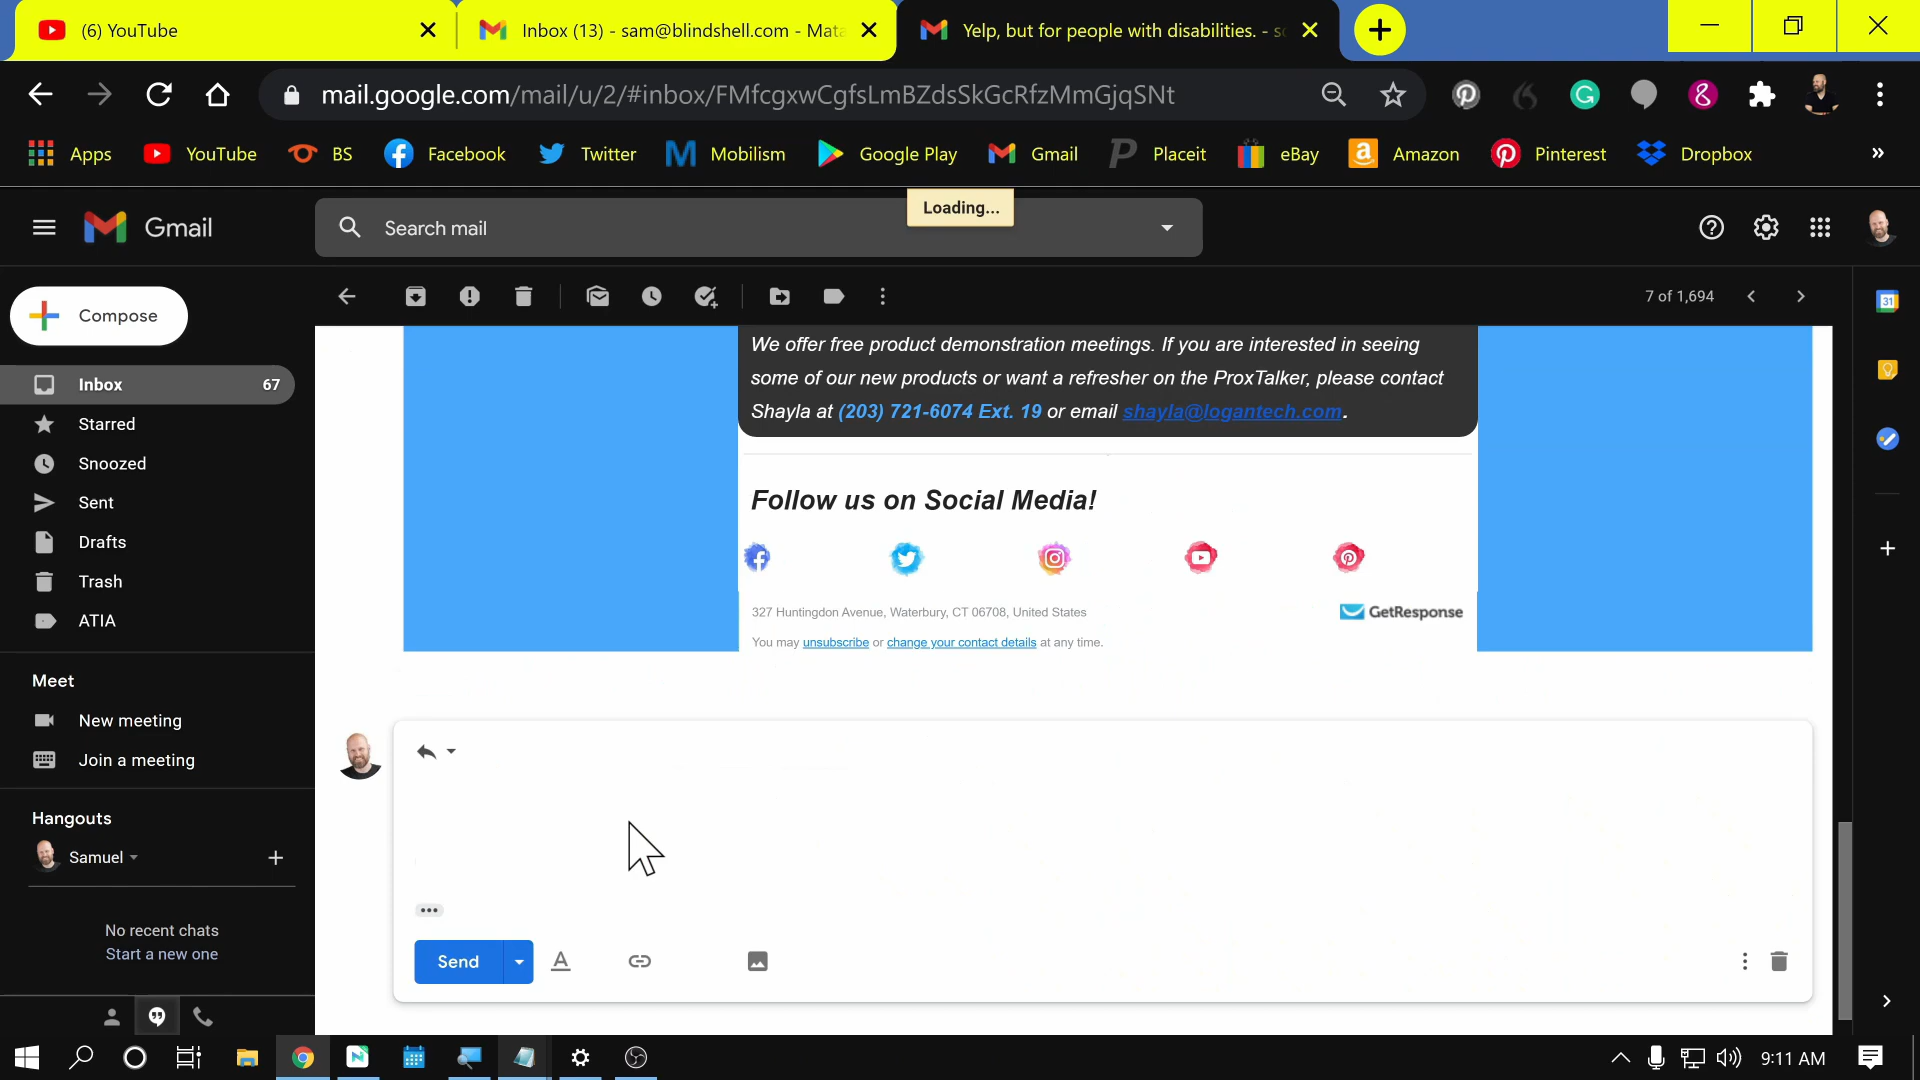 (6) YouTube
Inbox (13) - sam@blindshell.com - Mata
Yelp, but for people with disabilities. - s
mail.google.com/mail/u/2/#inbox/FMfcgxwCgfsLmBZdsSkGcRfzMmGjqSNt
Apps
YouTube
BS
Facebook
Twitter
Mobilism
Google Play
Gmail
Placeit
eBay
Amazon
Pinterest
Dropbox
»
Loading...
Gmail
Search mail
Compose
7 of 1,694
31
Inbox 67
Starred
Snoozed
Sent
Drafts
Trash
ATIA
Meet
New meeting
Join a meeting
Hangouts
Samuel
No recent chats
Start a new one
We offer free product demonstration meetings. If you are interested in seeing
some of our new products or want a refresher on the ProxTalker, please contact
Shayla at (203) 721-6074 Ext. 19 or email shayla@logantech.com.
Follow us on Social Media!
327 Huntingdon Avenue, Waterbury, CT 06708, United States
GetResponse
You may unsubscribe or change your contact details at any time.
Send
9:11 AM